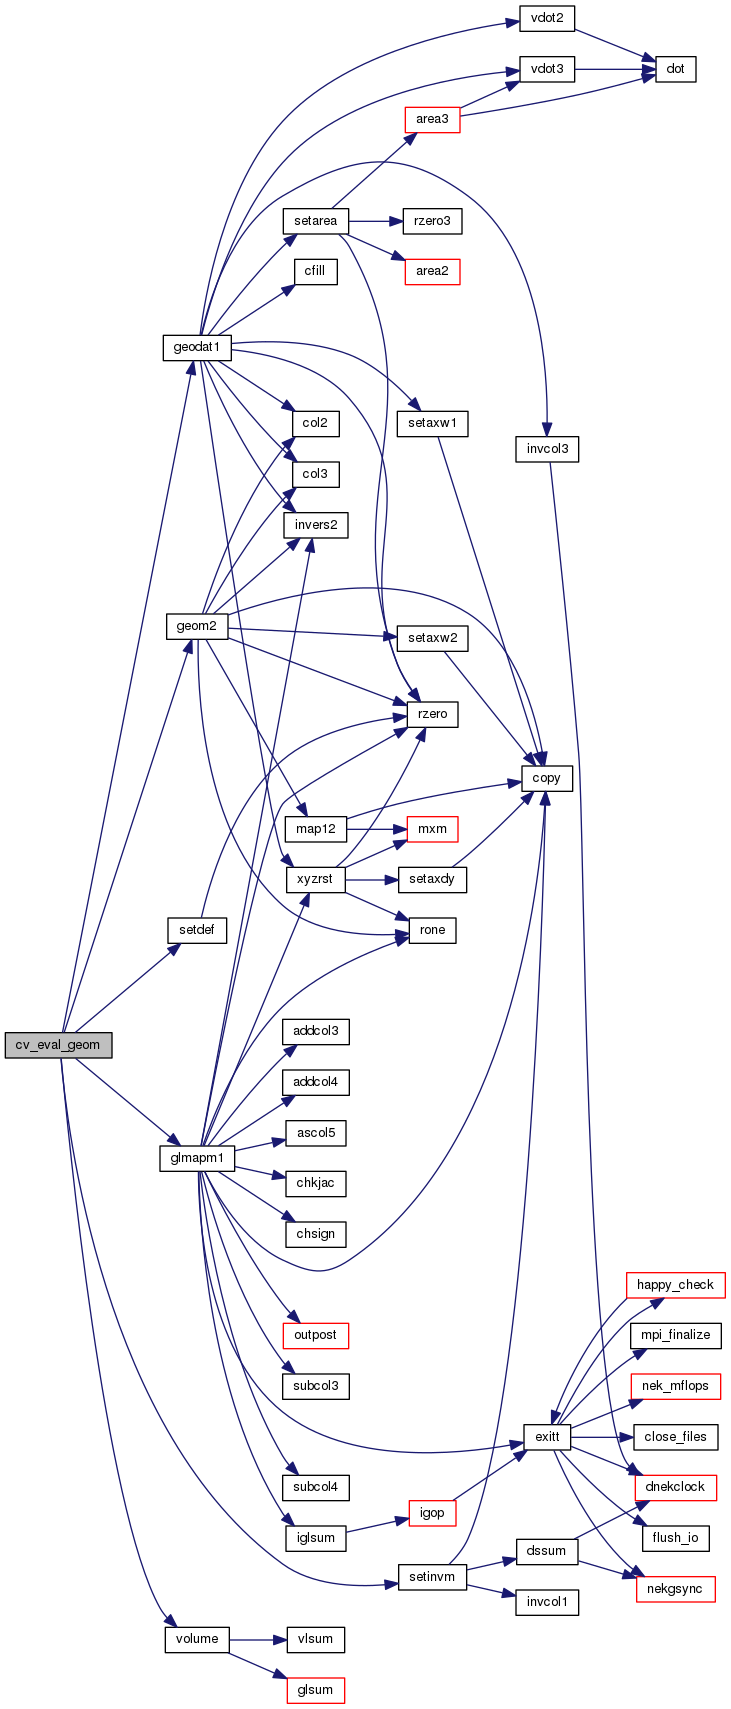 vdot2
vdot3
dot
area3
setarea
rzero3
cfill
area2
geodat1
col2
setaxw1
invcol3
col3
invers2
geom2
setaxw2
rzero
copy
map12
mxm
xyzrst
setaxdy
setdef
rone
addcol3
cv_eval_geom
addcol4
ascol5
glmapm1
chkjac
chsign
happy_check
outpost
mpi_finalize
subcol3
nek_mflops
exitt
close_files
subcol4
dnekclock
igop
iglsum
flush_io
dssum
setinvm
nekgsync
invcol1
volume
vlsum
glsum